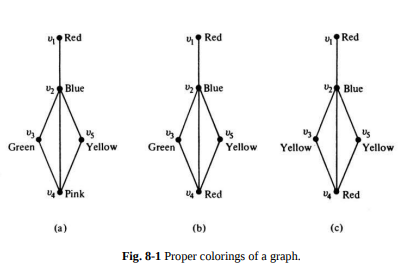 v1 Red v1 Red v1 Red
v2 Blue v2 Blue v2 Blue
v3 v5 v3 v5 v3 v5
Green Yellow Green Yellow Yellow Yellow
v4 Pink v4 Red v4 Red
(a) (b) (c)
Fig. 8-1 Proper colorings of a graph.